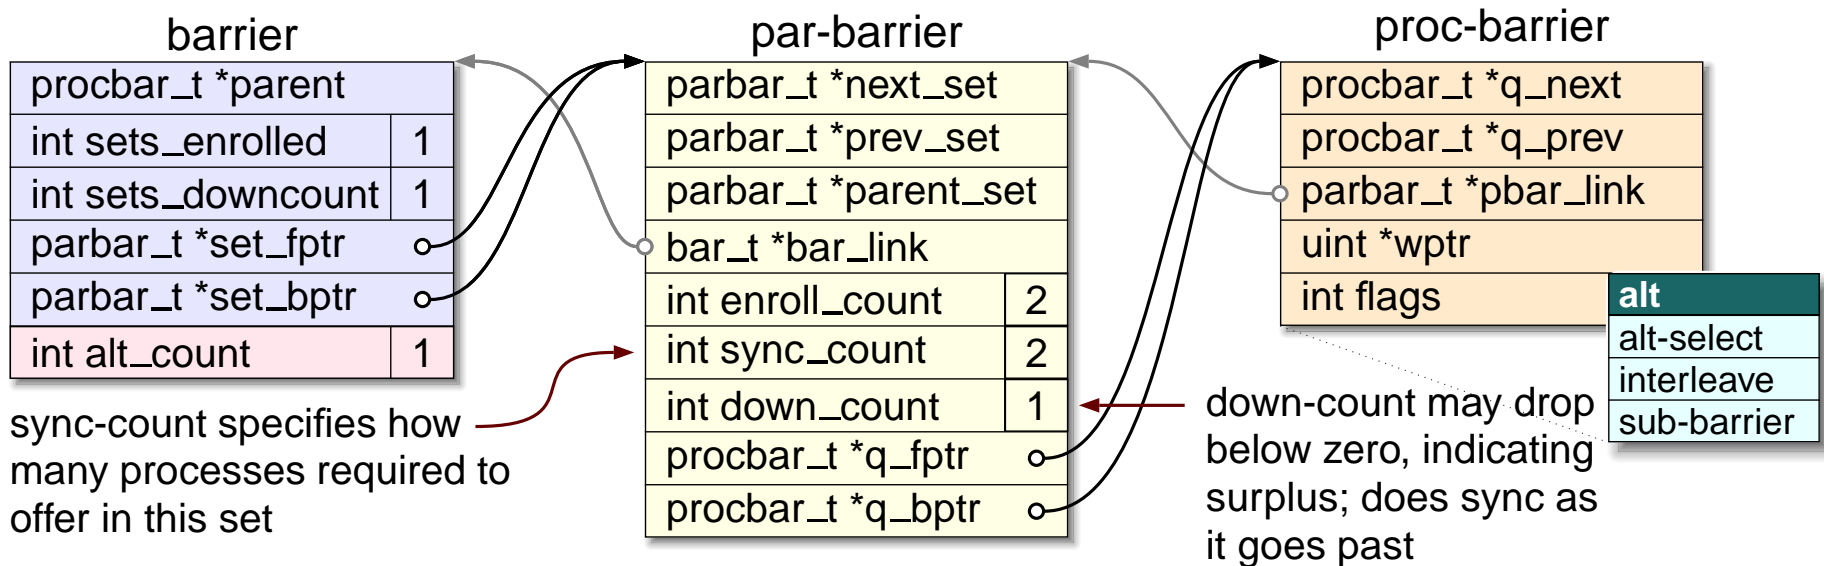 barrier
procbar_t *parent
int sets_enrolled 1
int sets_downcount 1
parbar_t *set_fptr
parbar_t *set_bptr
int alt_count 1
sync-count specifies how
many processes required to
offer in this set
par-barrier
parbar_t *next_set
parbar_t *prev_set
parbar_t *parent_set
bar_t *bar_link
int enroll_count 2
int sync_count 2
int down_count 1
procbar_t *q_fptr
procbar_t *q_bptr
proc-barrier
procbar_t *q_next
procbar_t *q_prev
parbar_t *pbar_link
uint *wptr
int flags
alt
alt-select
interleave
sub-barrier
down-count may drop
below zero, indicating
surplus; does sync as
it goes past